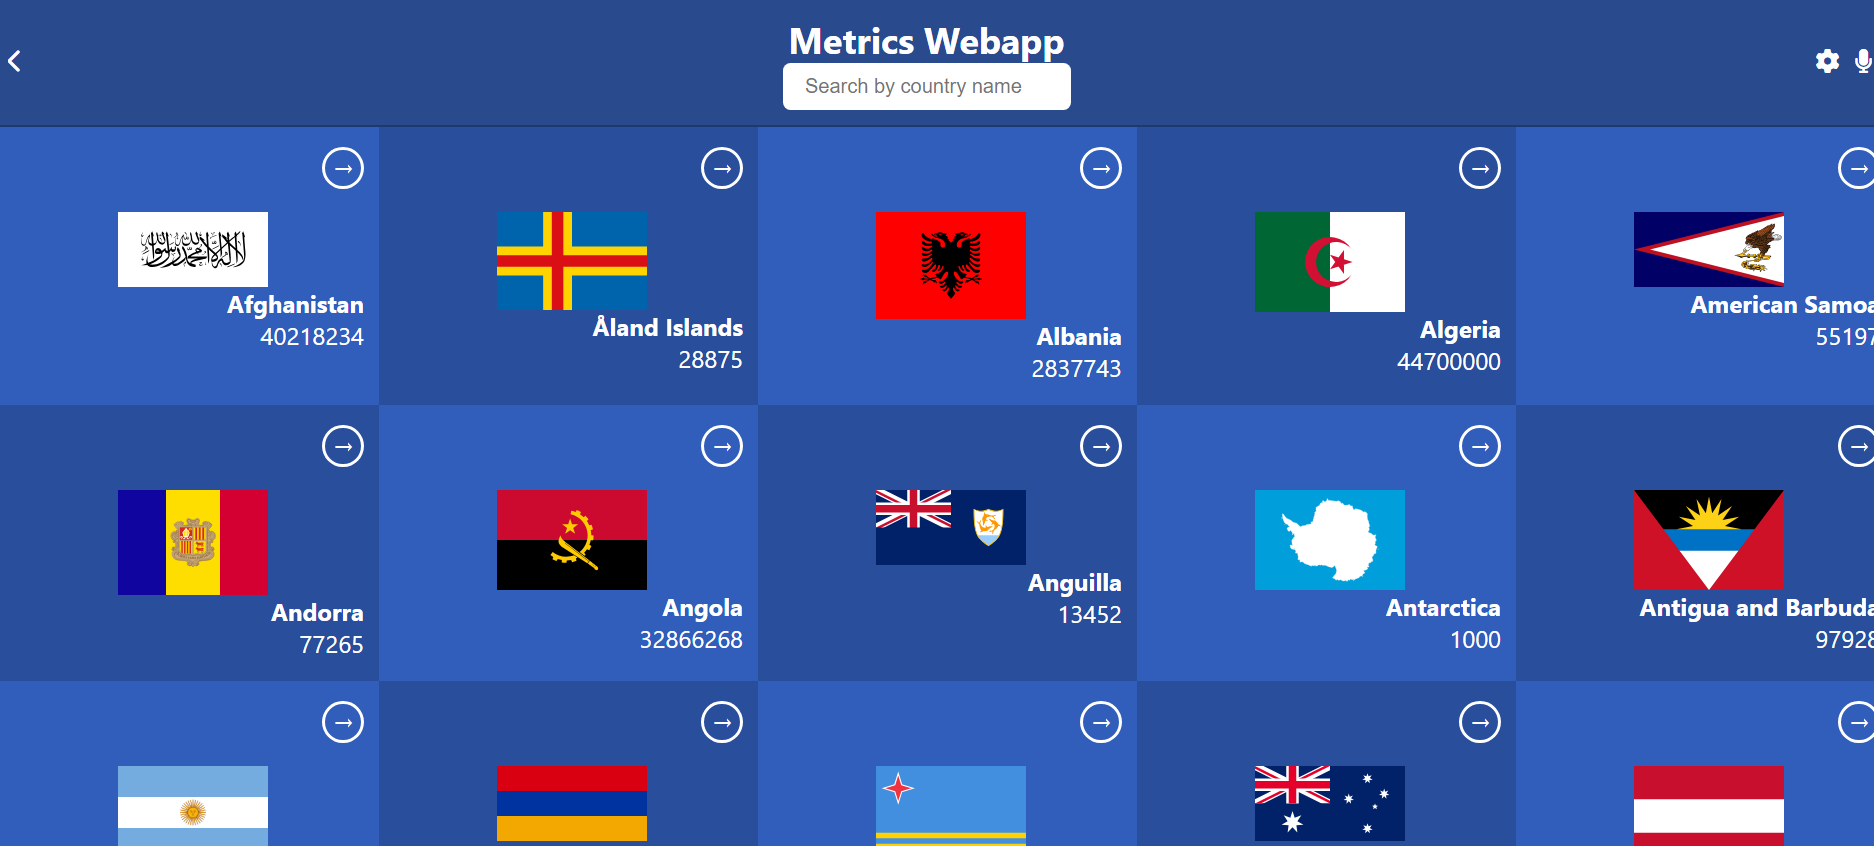 Metrics Webapp
Search by country name
Afghanistan
40218234
Åland Islands
28875
Albania
2837743
Algeria
44700000
American Samoa
55197
Andorra
77265
Angola
32866268
Anguilla
13452
Antarctica
1000
Antigua and Barbuda
97928